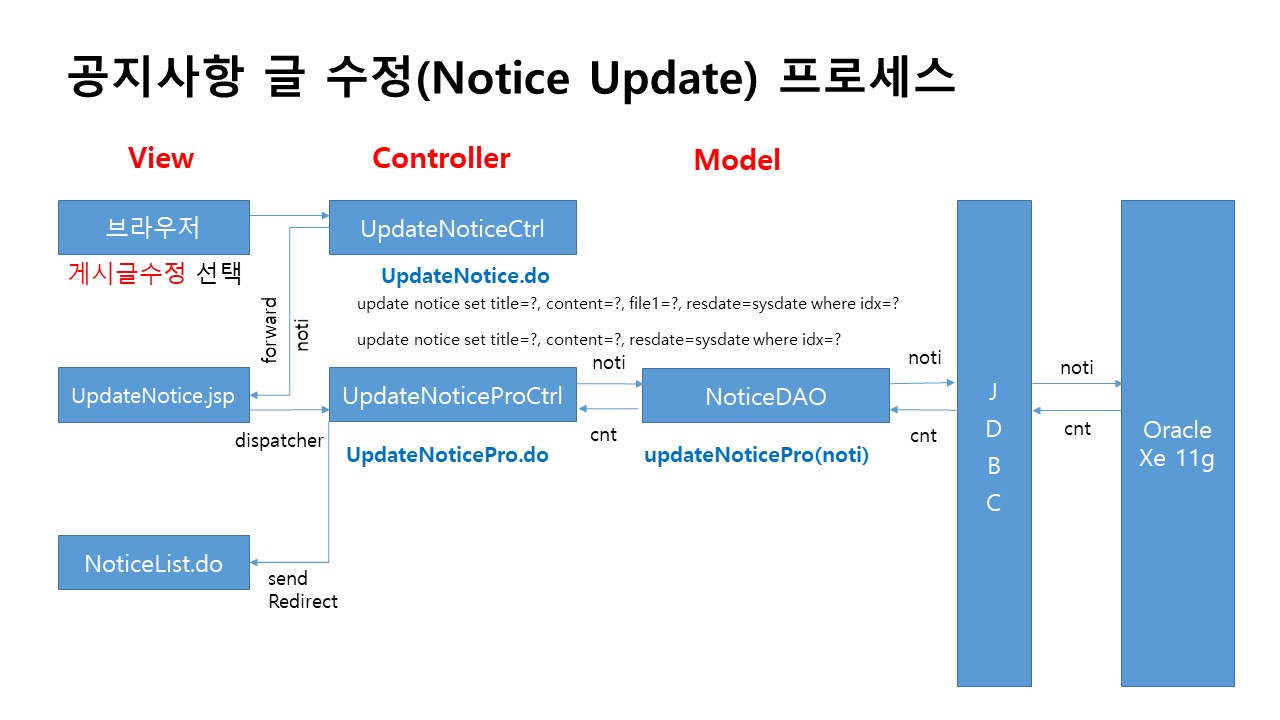 공지사항 글 수정(Notice Update) 프로세스
View
Controller
Model
브라우저
UpdateNoticeCtrl
게시글수정 선택
UpdateNotice.do
update notice set title=?, content=?, file1=?, resdate=sysdate where idx=?
update notice set title=?, content=?, resdate=sysdate where idx=?
forward
noti
UpdateNotice.jsp
dispatcher
UpdateNoticeProCtrl
UpdateNoticePro.do
noti
cnt
NoticeDAO
updateNoticePro(noti)
noti
cnt
J
D
B
C
noti
cnt
Oracle
Xe 11g
NoticeList.do
send
Redirect